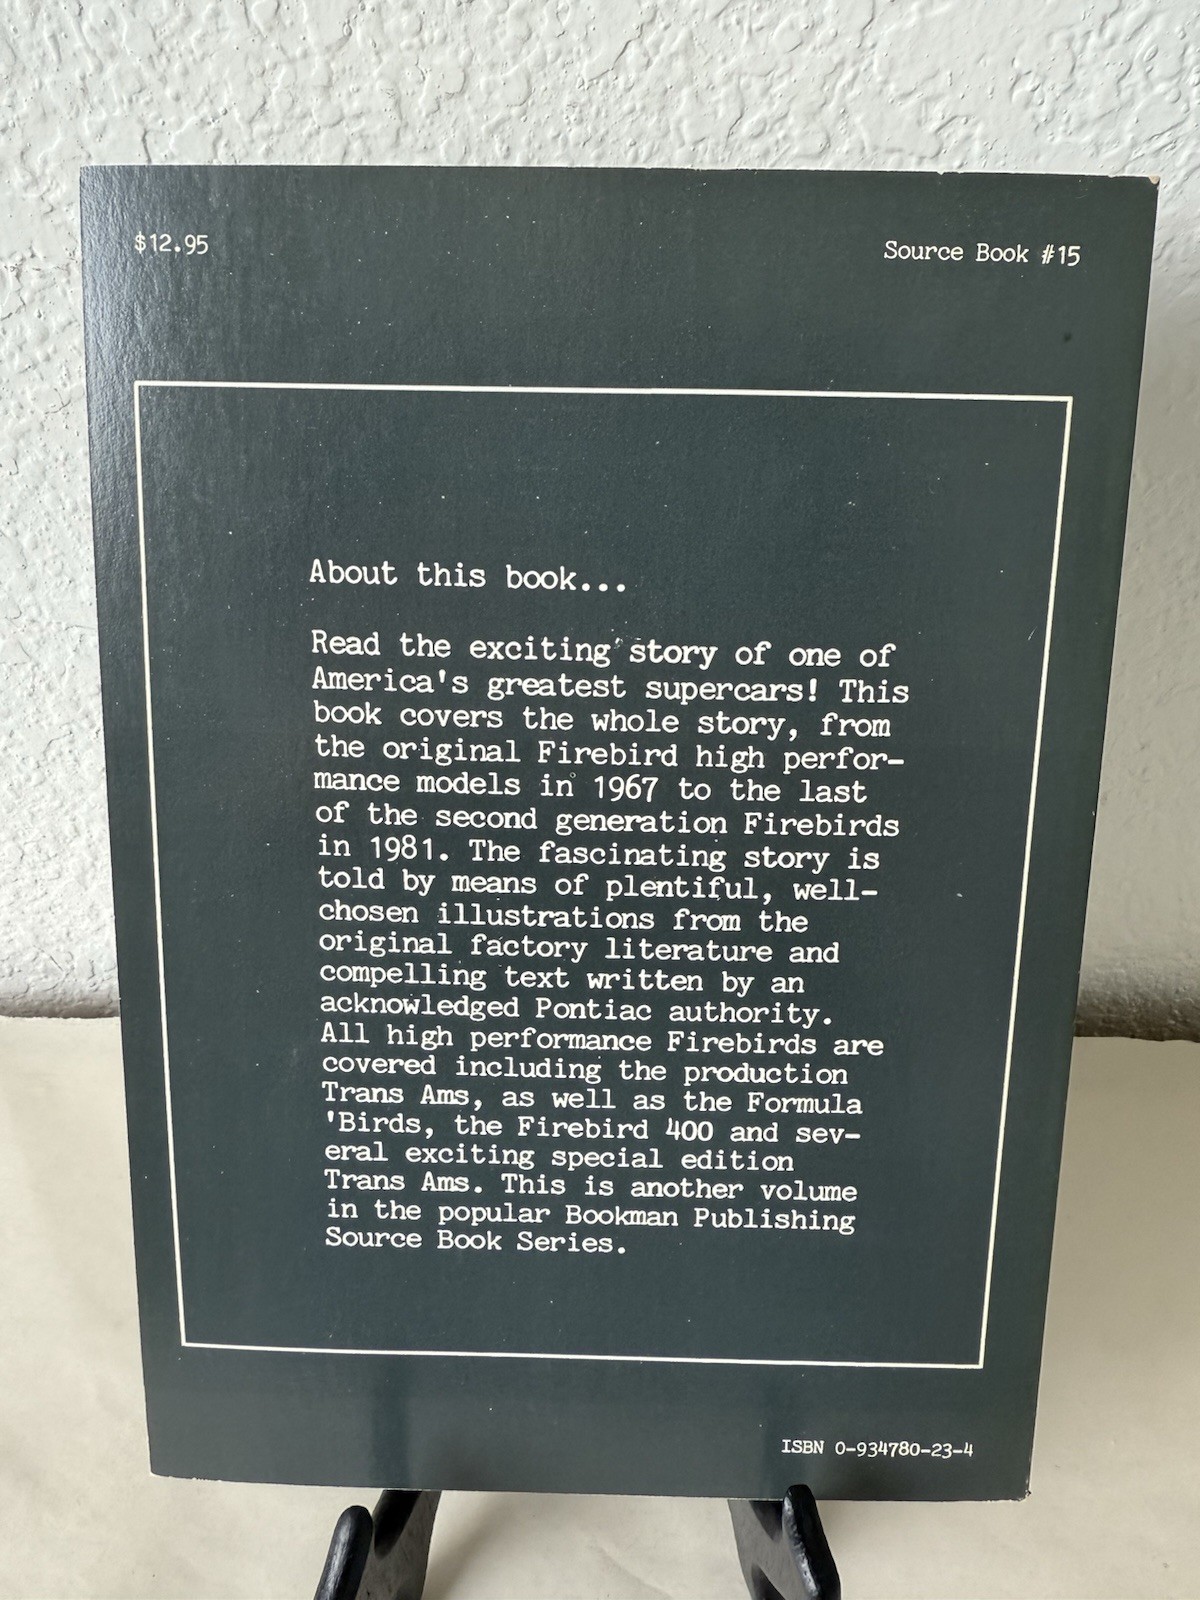 $12.95
Source Book #15
About this book...
Read the exciting story of one of
America's greatest supercars! This
book covers the whole story, from
the original Firebird high perfor-
mance models in 1967 to the last
of the second generation Firebirds
in 1981. The fascinating story is
told by means of plentiful, well-
chosen illustrations from the
original factory literature and
compelling text written by an
acknowledged Pontiac authority.
All high performance Firebirds are
covered including the production
Trans Ams, as well as the Formula
'Birds, the Firebird 400 and sev-
eral exciting special edition
Trans Ams. This is another volume
in the popular Bookman Publishing
Source Book Series.
ISBN 0-934780-23-4